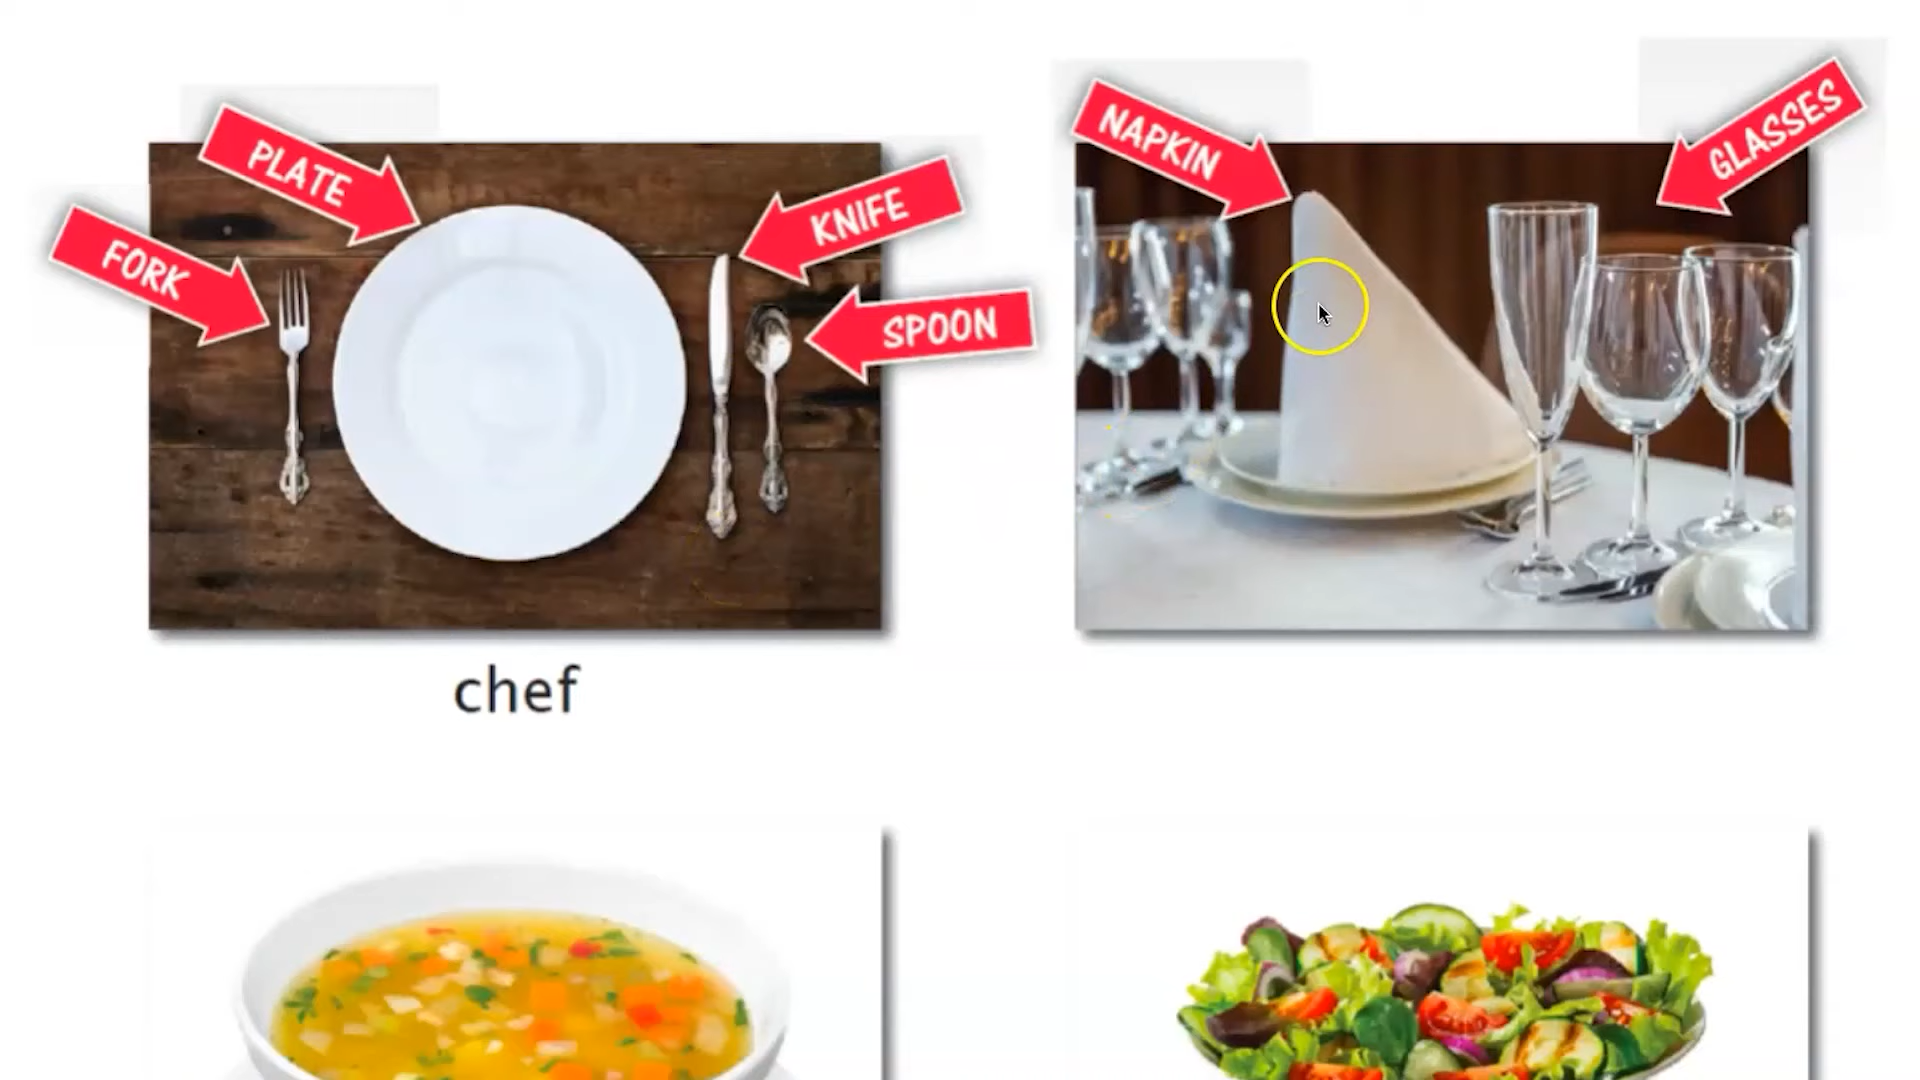 PLATE
FORK
KNIFE
SPOON
NAPKIN
GLASSES
chef